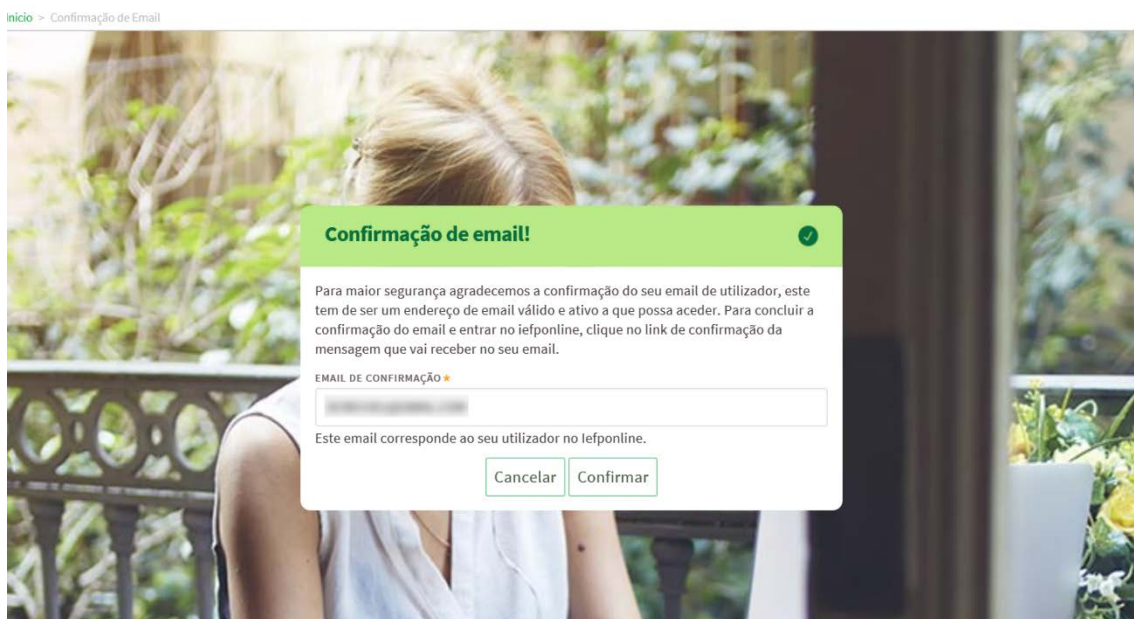 Início > Confirmação de Email
Confirmação de email!
Para maior segurança agradecemos a confirmação do seu email de utilizador, este
tem de ser um endereço de email válido e ativo a que possa aceder. Para concluir a
confirmação do email e entrar no iefponline, clique no link de confirmação da
mensagem que vai receber no seu email.
EMAIL DE CONFIRMAÇÃO★
Este email corresponde ao seu utilizador no Iefponline.
Cancelar Confirmar